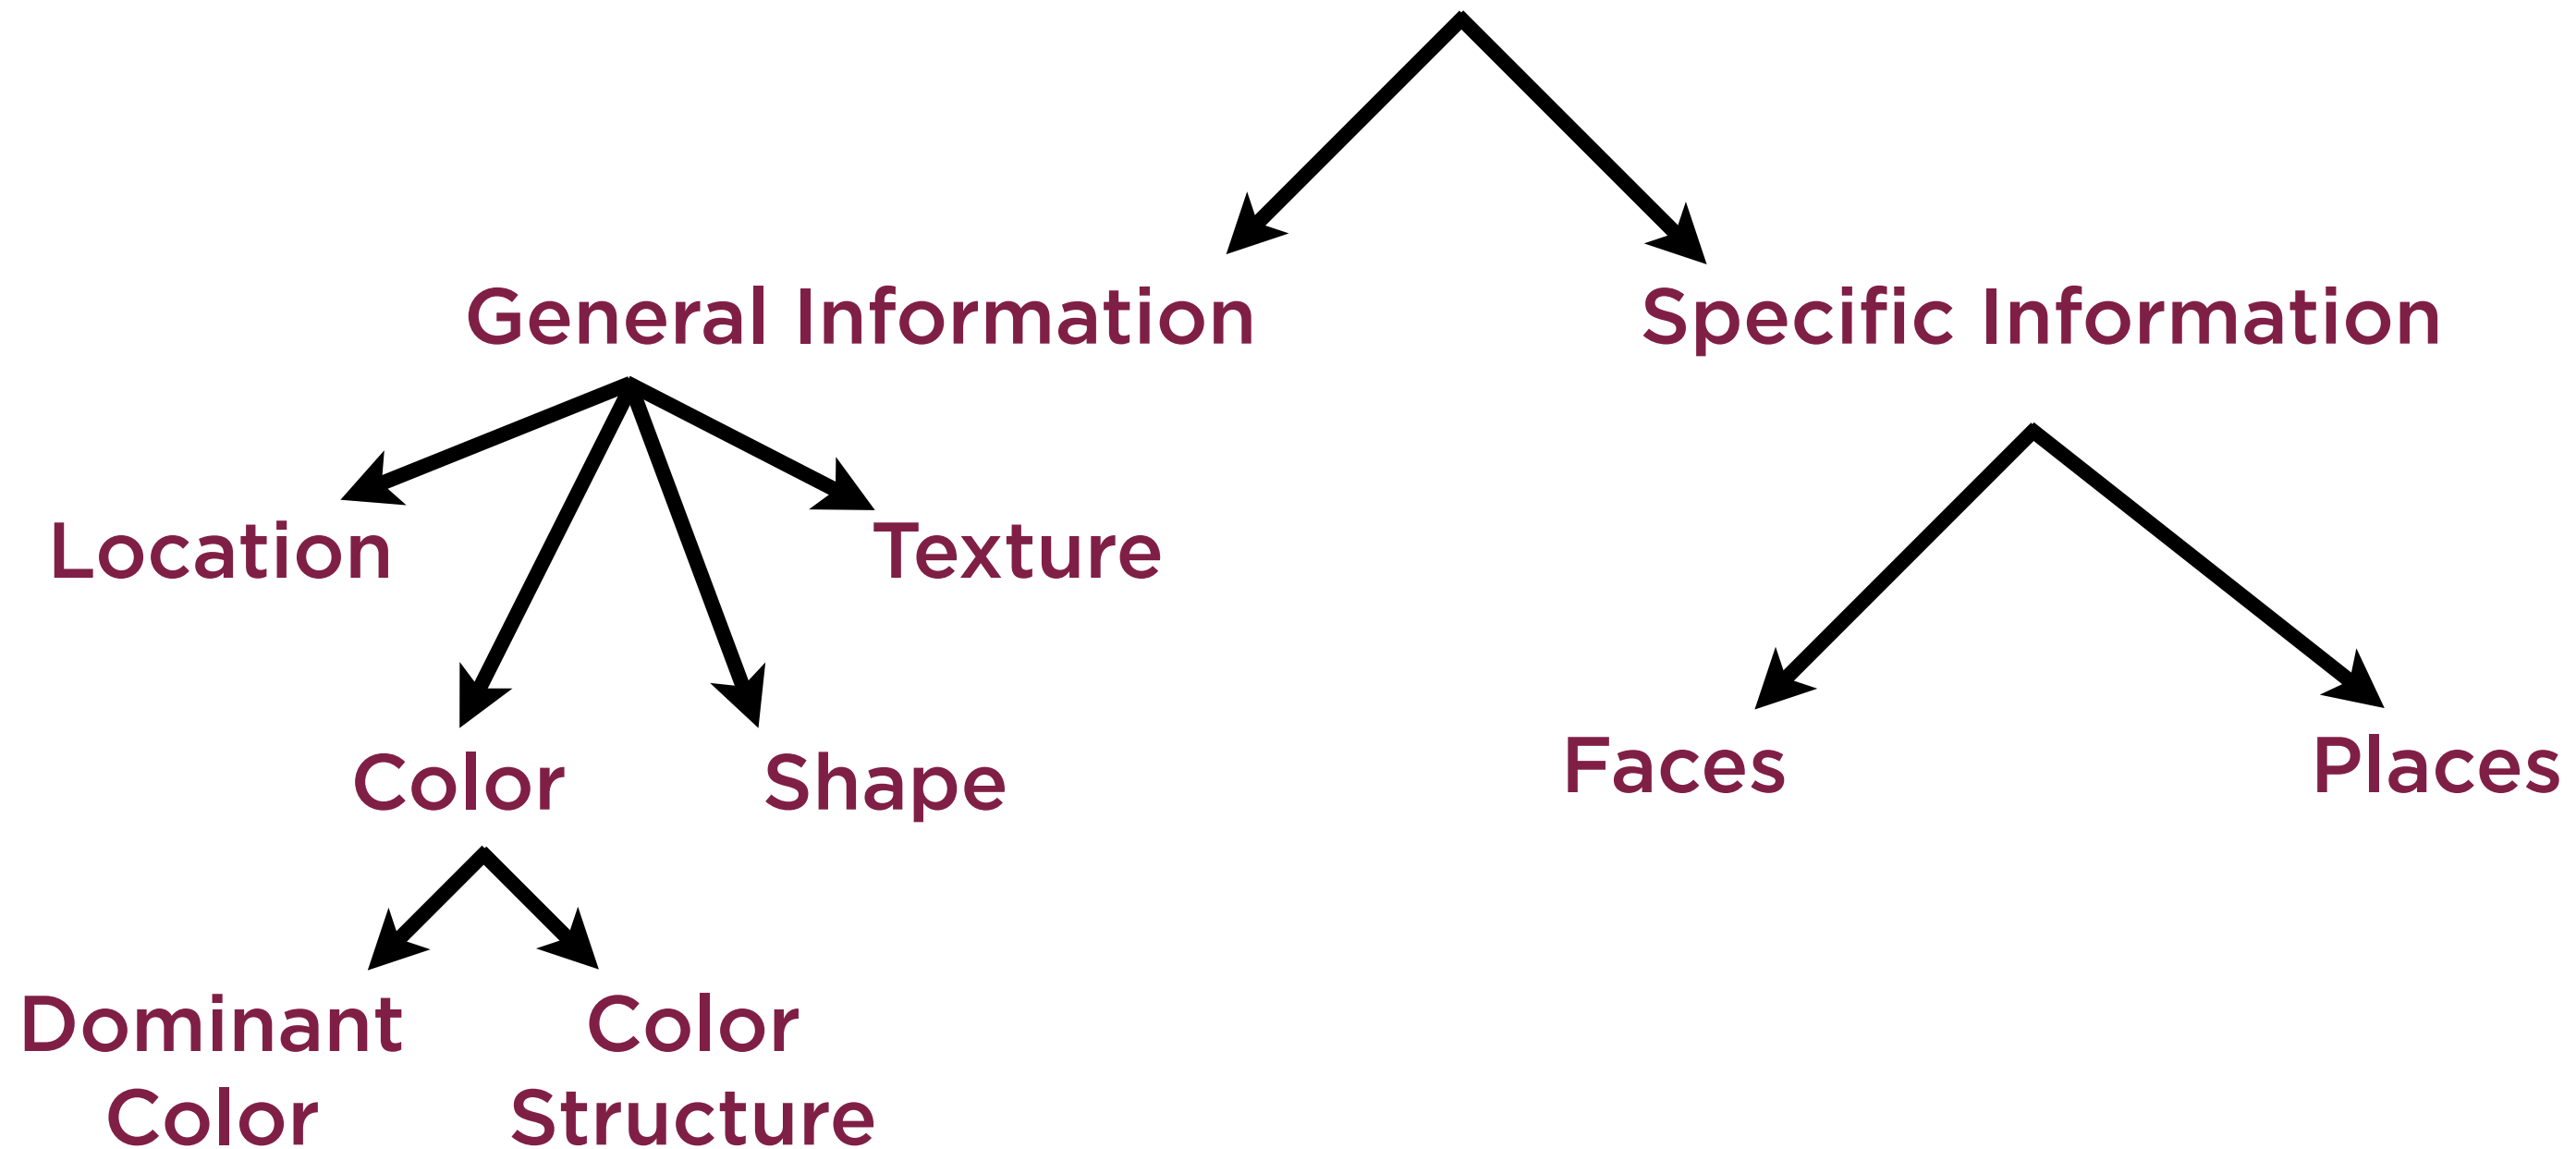 General Information
Specific Information
Location
Texture
Color
Shape
Faces
Places
Dominant
Color
Color
Structure